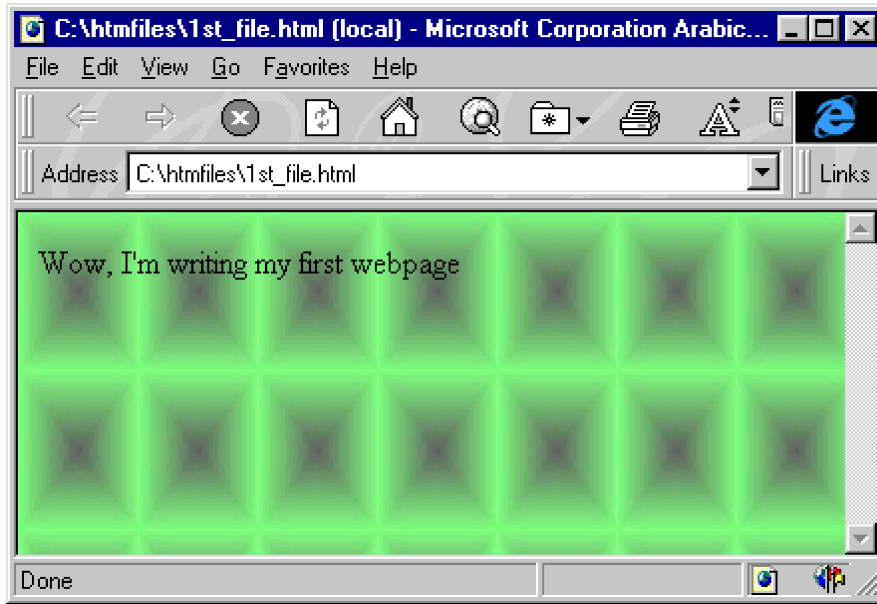 C:\htmfiles\1st_file.html (local) - Microsoft Corporation Arabic...
File Edit View Go Favorites Help
Address C:\htmfiles\1st_file.html Links
Wow, I'm writing my first webpage
Done